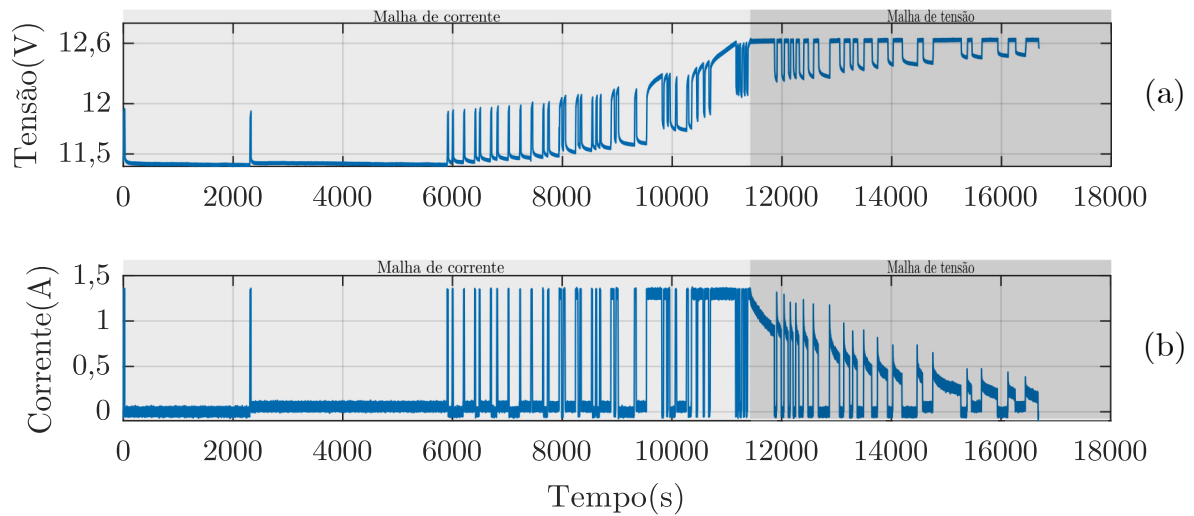 Malha de corrente Malha de tensão
Tensão(V)
12,6
12
11,5
0 2000 4000 6000 8000 10000 12000 14000 16000 18000
(a)
Malha de corrente Malha de tensão
Corrente(A)
1,5
1
0,5
0
0 2000 4000 6000 8000 10000 12000 14000 16000 18000
(b)
Tempo(s)